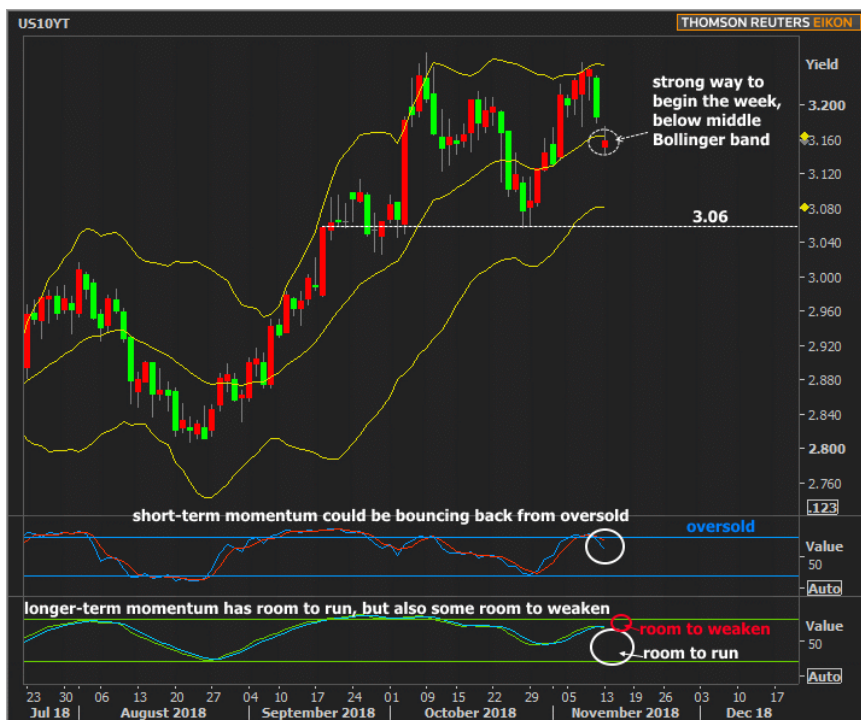 US10YT
THOMSON REUTERS EIKON
Yield
strong way to
begin the week,
below middle
Bollinger band
3.200
3.160
3.120
3.080
3.06
3.040
3.000
2.960
2.920
2.880
2.840
2.800
2.760
.123
short-term momentum could be bouncing back from oversold
oversold
Value
50
Auto
longer-term momentum has room to run, but also some room to weaken
Value
room to weaken
50
room to run
Auto
23 30 06 13 20 27 04 10 17 24 01 09 15 22 29 05 13 19 26 03 10 17
Jul 18 August 2018 September 2018 October 2018 November 2018 Dec 18